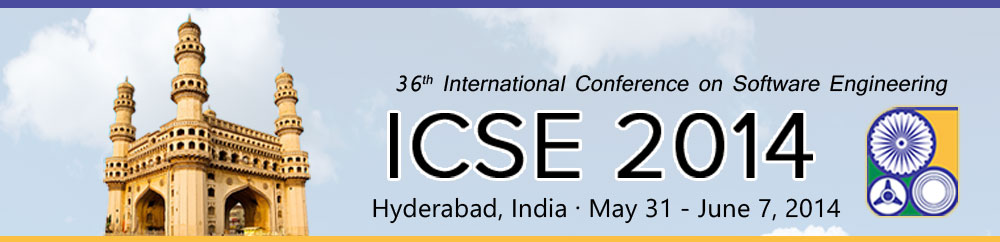 36th International Conference on Software Engineering
ICSE 2014
Hyderabad, India · May 31 - June 7, 2014